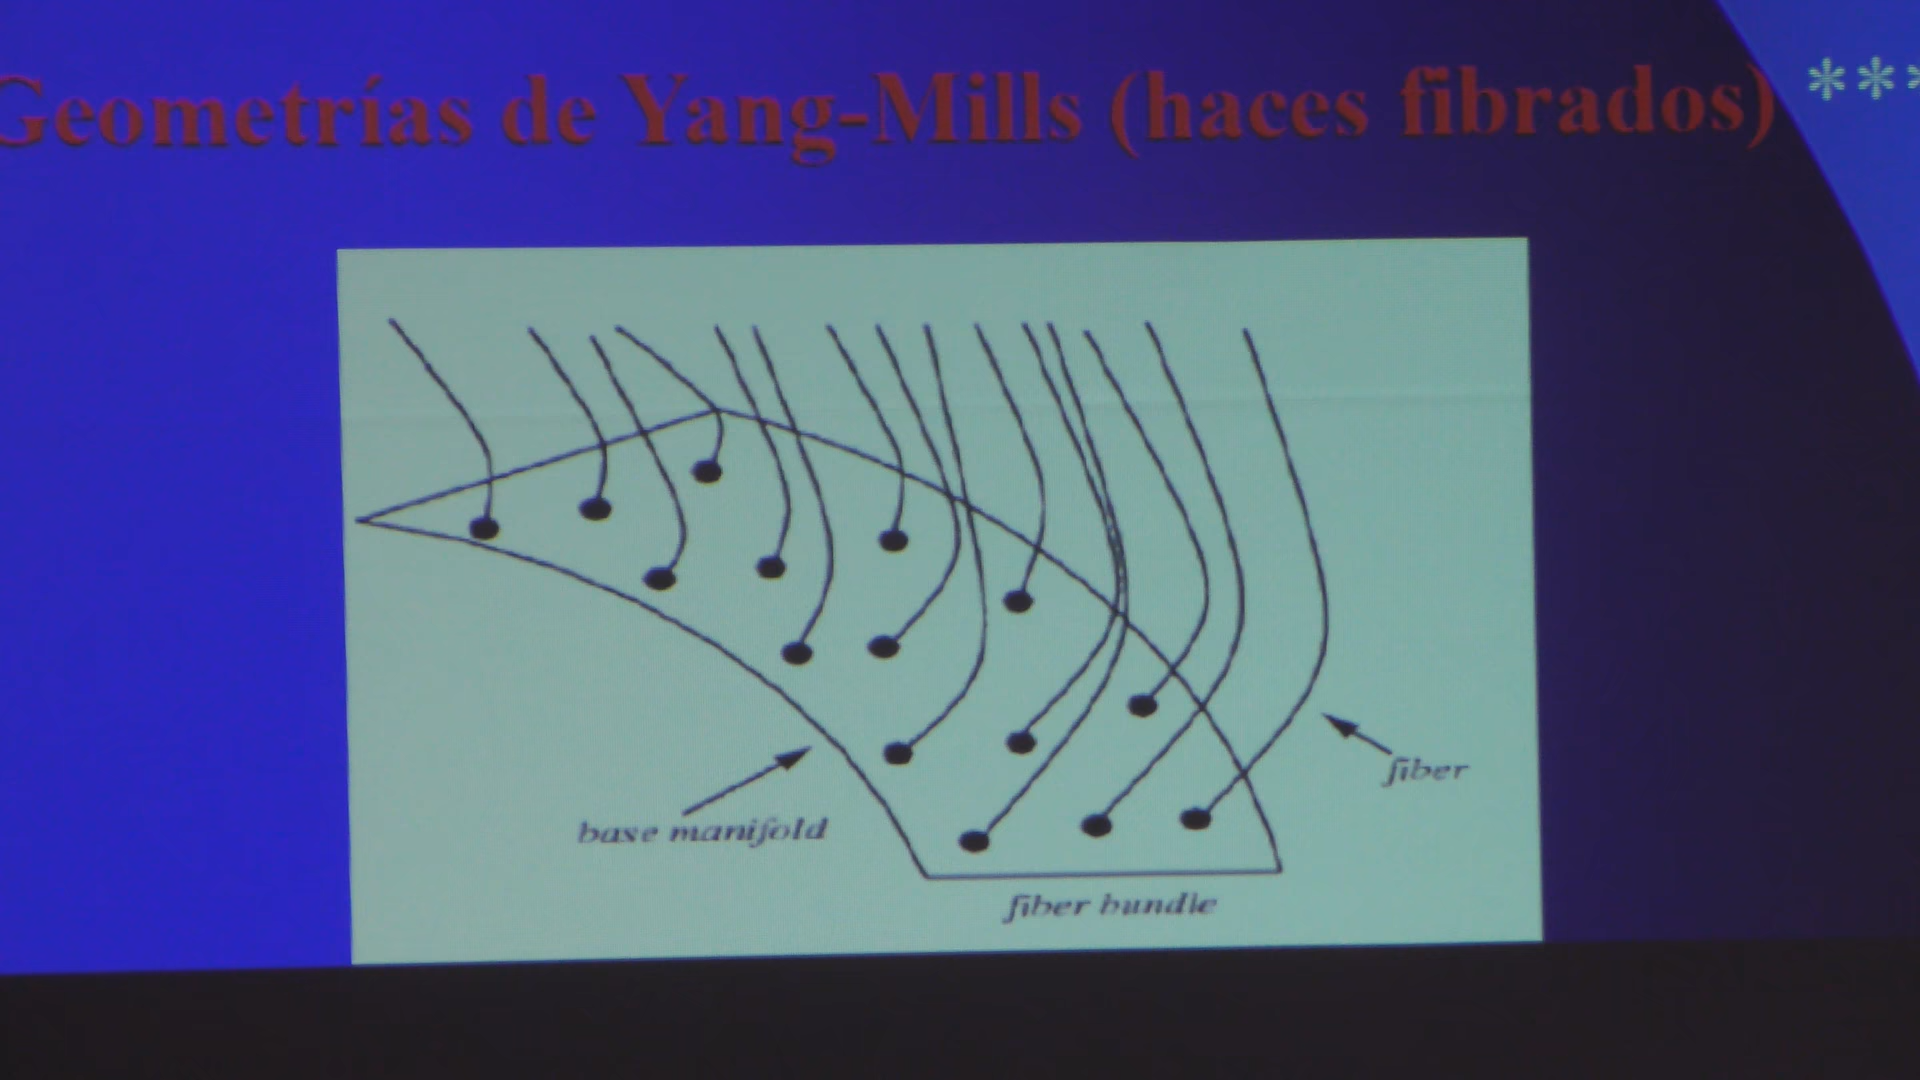 Geometrías de Yang-Mills (haces fibrados) ***
fiber
base manifold
fiber bundle